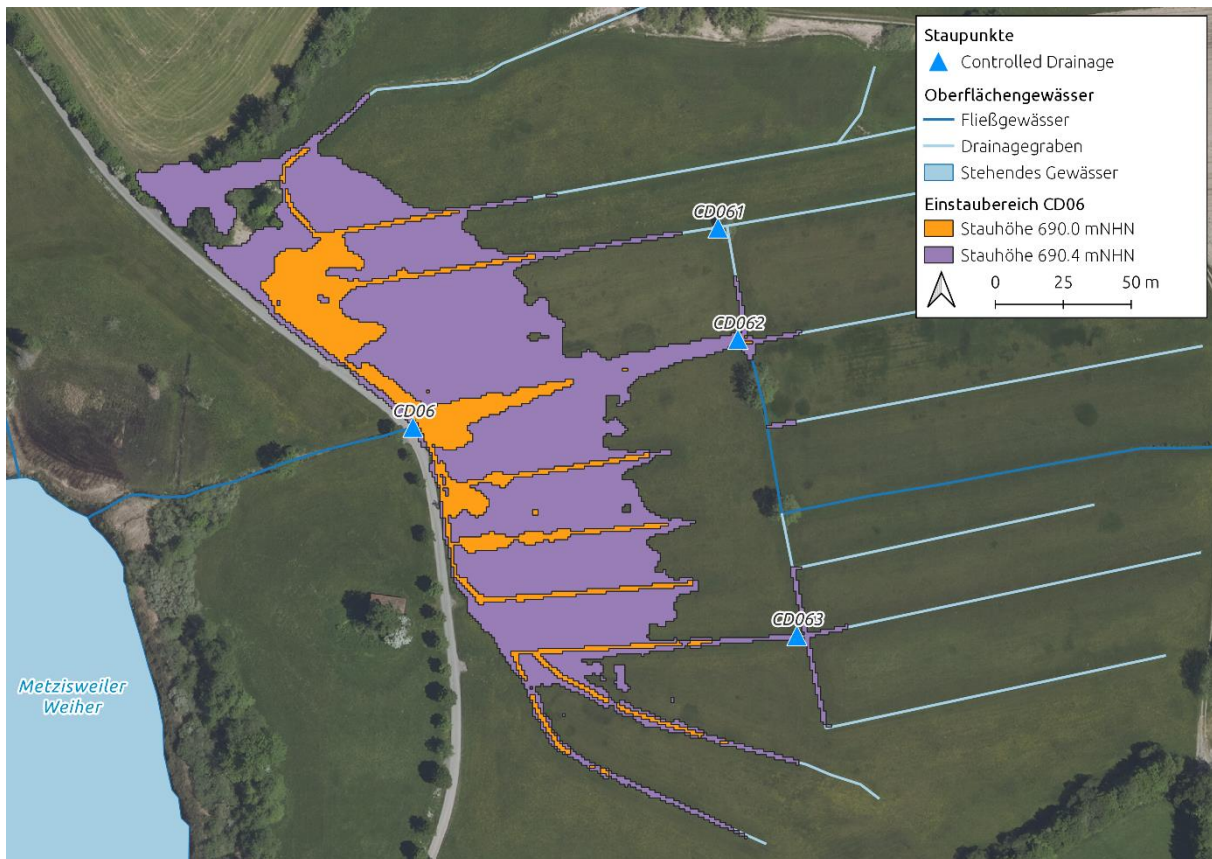 Staupunkte
Controlled Drainage
Oberflächengewässer
Fließgewässer
Drainagegraben
Stehendes Gewässer
Einstaubereich CD06
Stauhöhe 690.0 mNHN
Stauhöhe 690.4 mNHN
0 25 50 m
CD061
CD062
CD06
CD063
Metzisweiler
Weiher